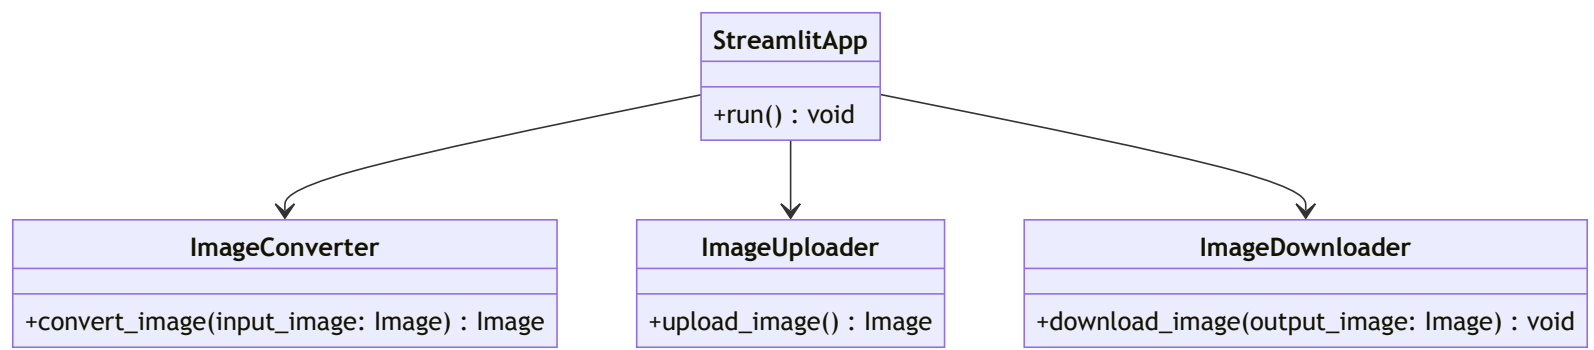 StreamlitApp
+run() : void
ImageConverter
+convert_image(input_image: Image) : Image
ImageUploader
+upload_image() : Image
ImageDownloader
+download_image(output_image: Image) : void